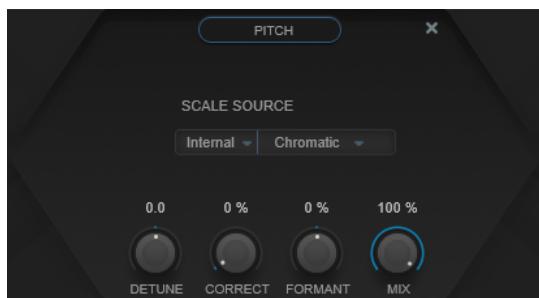 PITCH
SCALE SOURCE
Internal Chromatic
0.0 0 % 0 % 100 %
DETUNE CORRECT FORMANT MIX